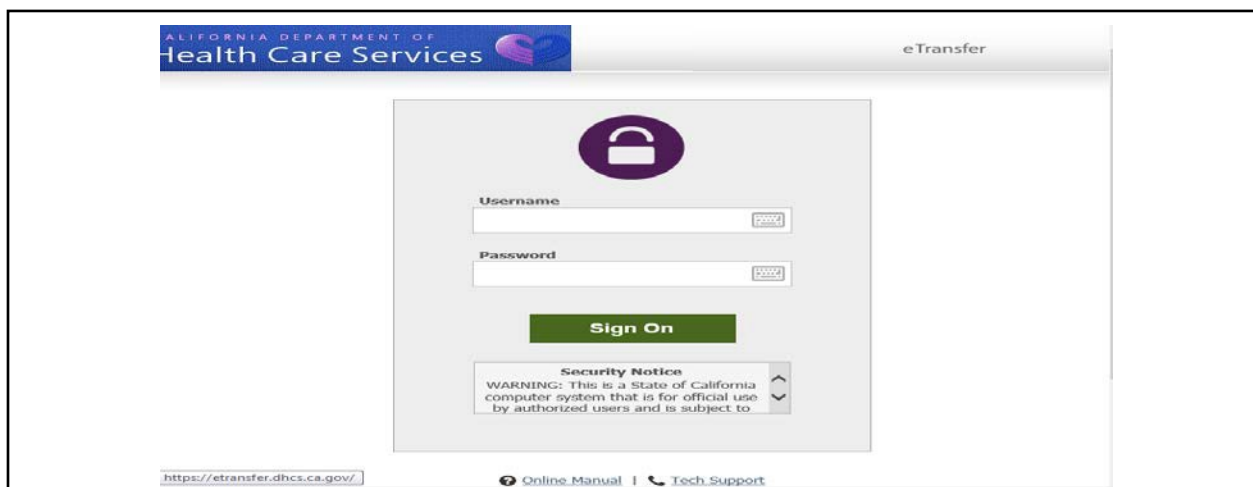 ALIFORNIA DEPARTMENT OF
Health Care Services
eTransfer
Username
Password
Sign On
Security Notice
WARNING: This is a State of California
computer system that is for official use
by authorized users and is subject to
https://etransfer.dhcs.ca.gov/
Online Manual | Tech Support